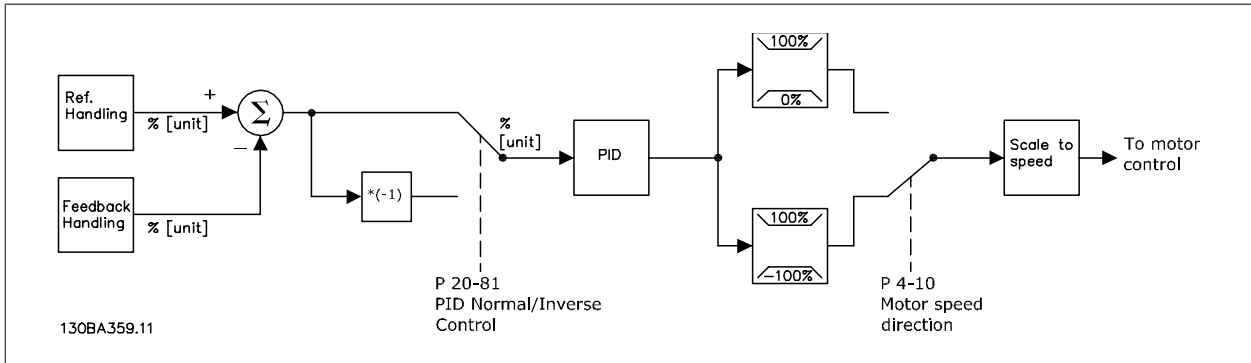 Ref.
Handling
+
% [unit]
Σ
−
Feedback
Handling
% [unit]
*(-1)
%
[unit]
P 20-81
PID Normal/Inverse
Control
PID
100%
0%
100%
−100%
P 4-10
Motor speed
direction
Scale to
speed
To motor
control
130BA359.11